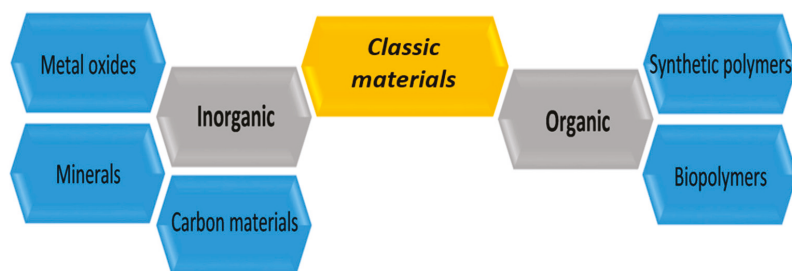 Metal oxides
Classic
materials
Synthetic polymers
Inorganic
Organic
Minerals
Biopolymers
Carbon materials